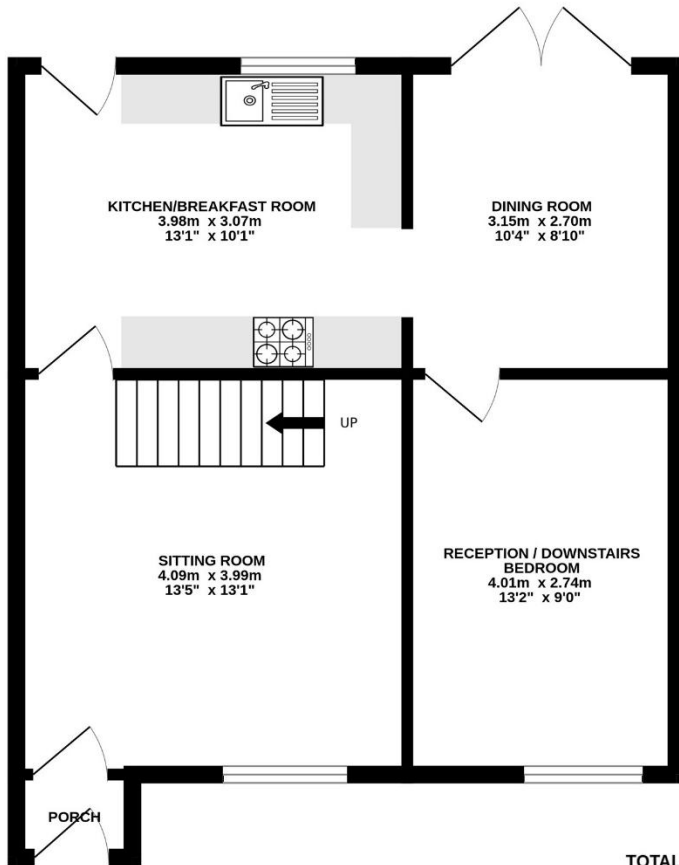 KITCHEN/BREAKFAST ROOM
3.98m x 3.07m
13'1" x 10'1"
DINING ROOM
3.15m x 2.70m
10'4" x 8'10"
UP
SITTING ROOM
4.09m x 3.99m
13'5" x 13'1"
RECEPTION / DOWNSTAIRS
BEDROOM
4.01m x 2.74m
13'2" x 9'0"
PORCH
TOTAL